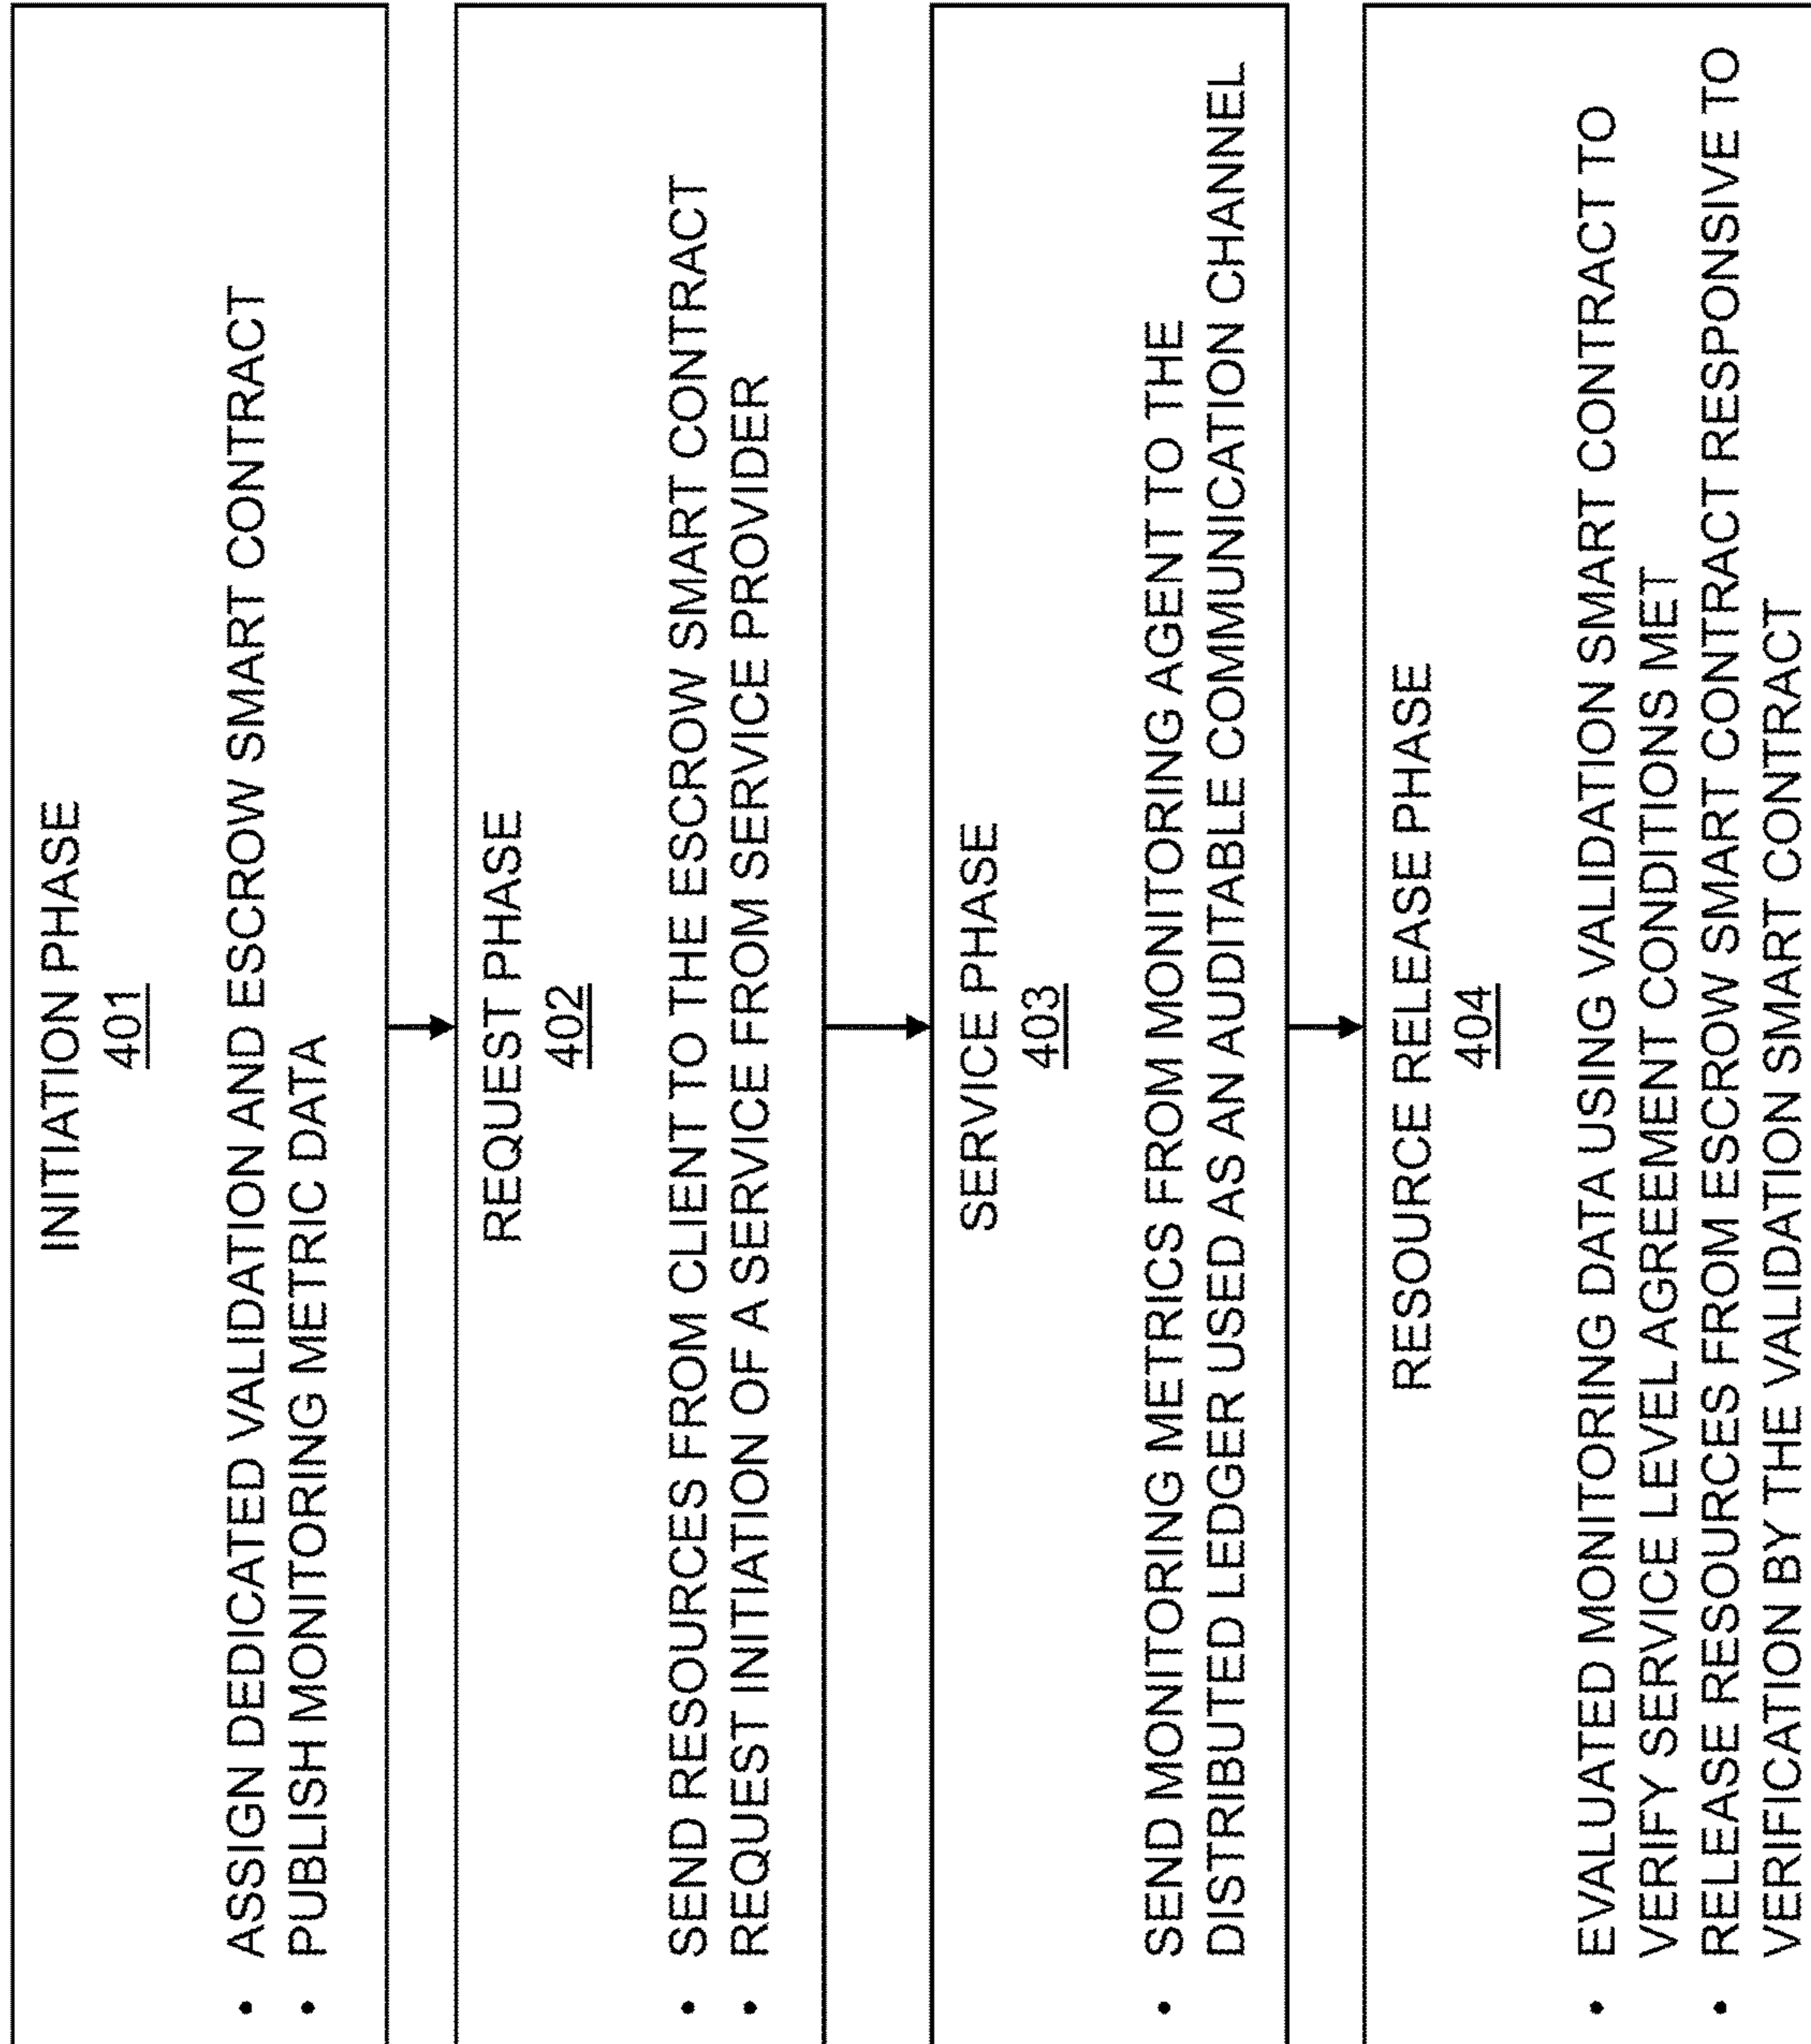 INITIATION PHASE
401
• ASSIGN DEDICATED VALIDATION AND ESCROW SMART CONTRACT
• PUBLISH MONITORING METRIC DATA
REQUEST PHASE
402
• SEND RESOURCES FROM CLIENT TO THE ESCROW SMART CONTRACT
• REQUEST INITIATION OF A SERVICE FROM SERVICE PROVIDER
SERVICE PHASE
403
• SEND MONITORING METRICS FROM MONITORING AGENT TO THE
DISTRIBUTED LEDGER USED AS AN AUDITABLE COMMUNICATION CHANNEL
RESOURCE RELEASE PHASE
404
• EVALUATED MONITORING DATA USING VALIDATION SMART CONTRACT TO
VERIFY SERVICE LEVEL AGREEMENT CONDITIONS MET
• RELEASE RESOURCES FROM ESCROW SMART CONTRACT RESPONSIVE TO
VERIFICATION BY THE VALIDATION SMART CONTRACT